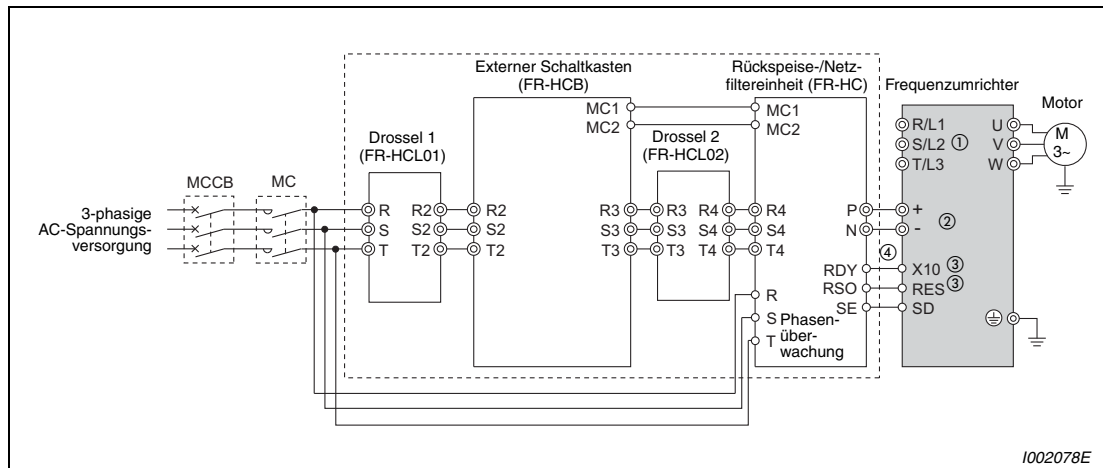 Externer Schaltkasten
(FR-HCB)
Rückspeise-/Netz-
filtereinheit (FR-HC)
Frequenzumrichter
Motor
MC1
MC2
MC1
MC2
R/L1
S/L2 ①
T/L3
U
V
W
M
3~
Drossel 1
(FR-HCL01)
Drossel 2
(FR-HCL02)
MCCB
MC
3-phasige
AC-Spannungs-
versorgung
R
S
T
R2
S2
T2
R2
S2
T2
R3
S3
T3
R3
S3
T3
R4
S4
T4
R4
S4
T4
P
N
+
-
②
④
RDY
RSO
SE
X10 ③
RES ③
SD
R
S
T
Phasen-
über-
wachung
I002078E